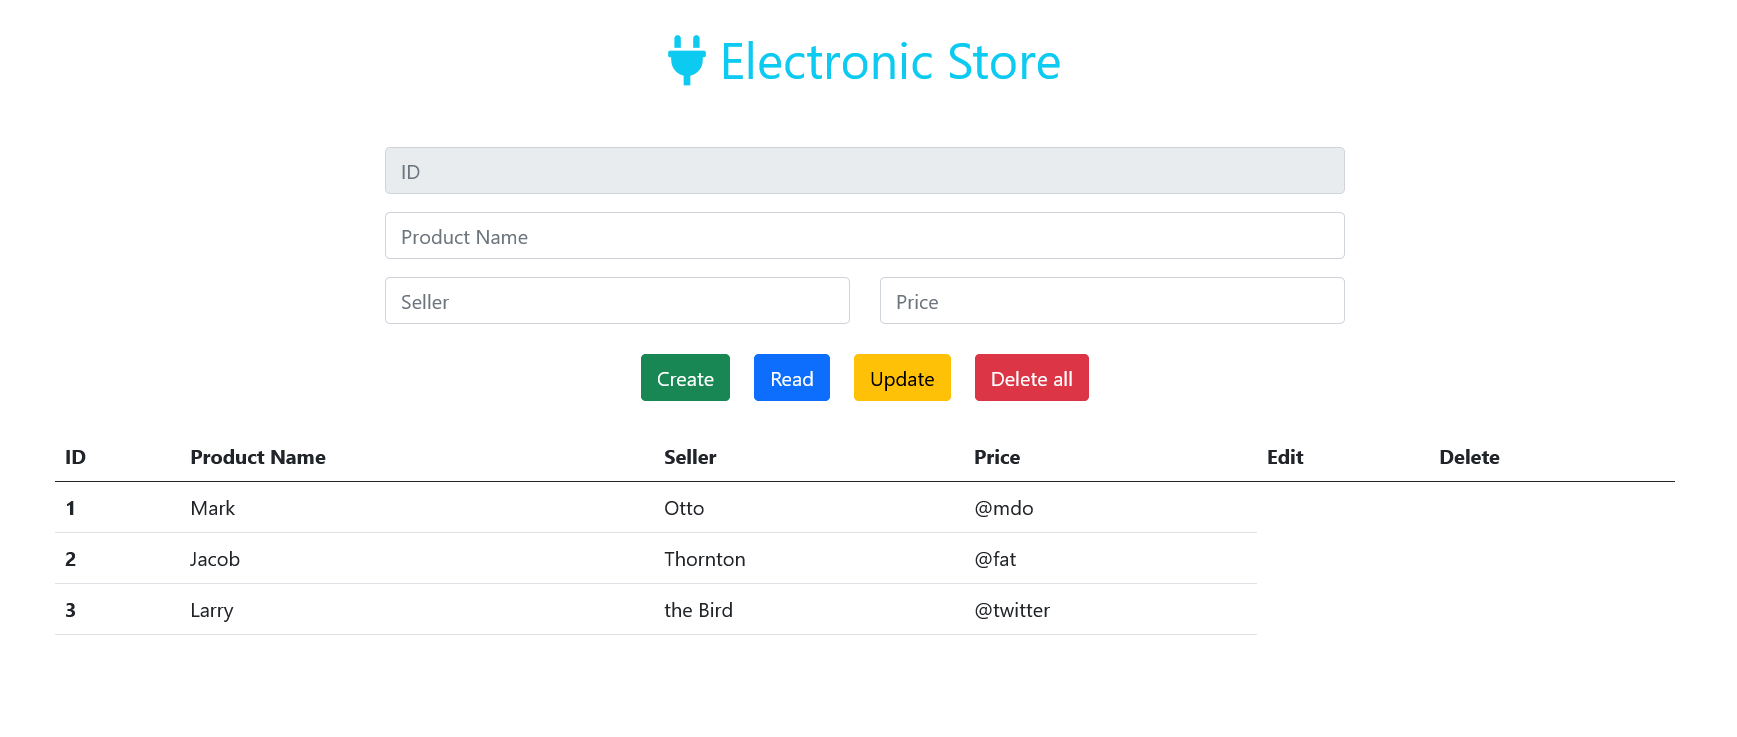 Electronic Store
ID
Product Name
Seller Price
Create Read Update Delete all
ID Product Name Seller Price Edit Delete
1 Mark Otto @mdo
2 Jacob Thornton @fat
3 Larry the Bird @twitter